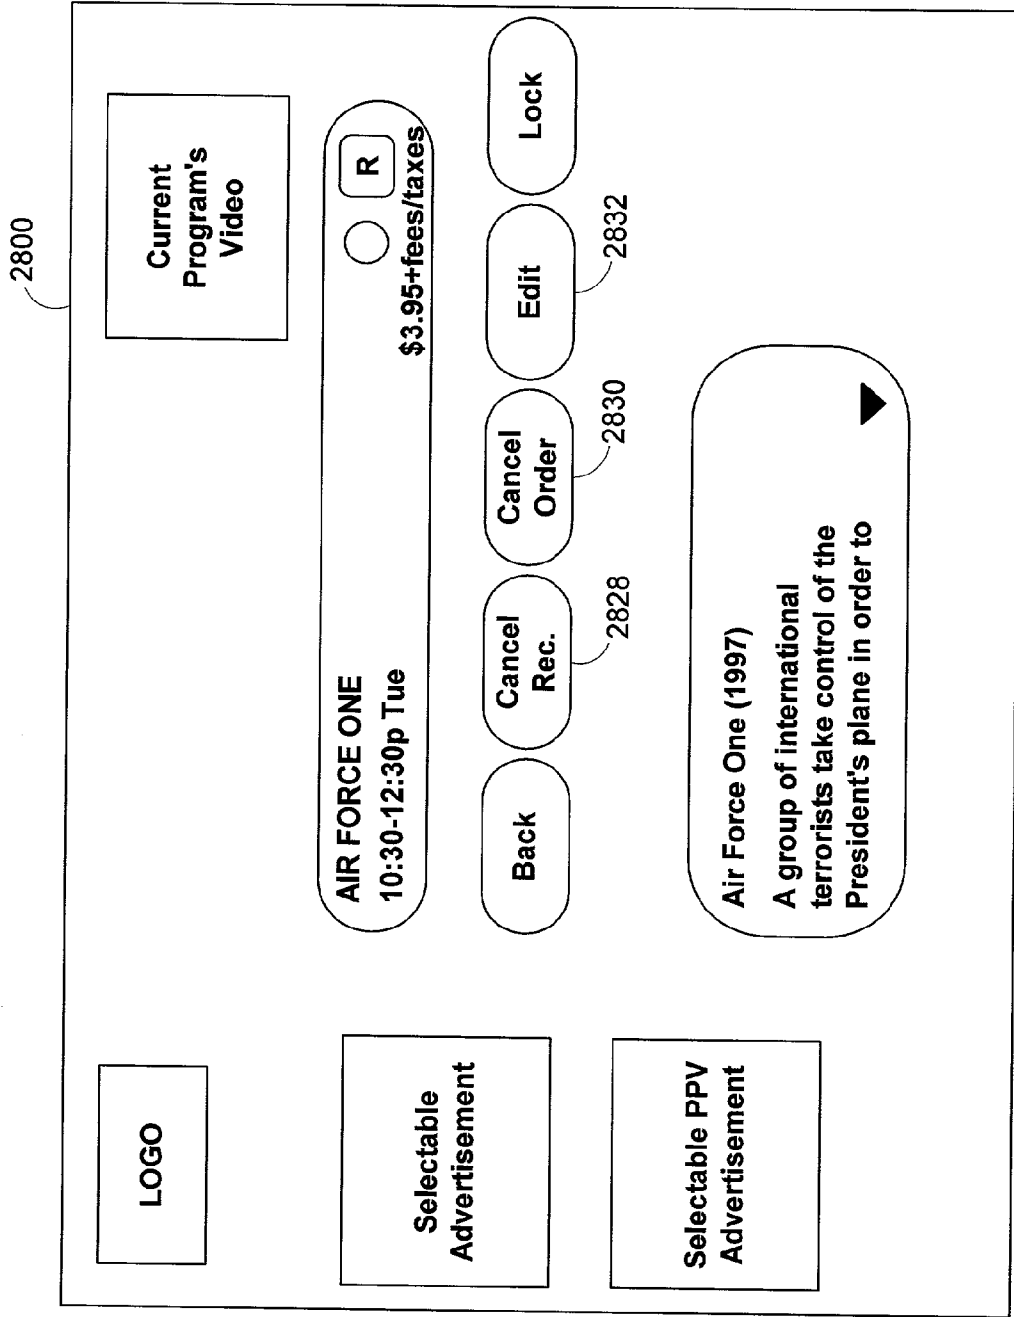 2800
LOGO
Current
Program's
Video
Selectable
Advertisement
Selectable PPV
Advertisement
AIR FORCE ONE
10:30-12:30p Tue
R
$3.95+fees/taxes
Back
Cancel
Rec.
Cancel
Order
Edit
Lock
2828
2830
2832
Air Force One (1997)
A group of international
terrorists take control of the
President's plane in order to